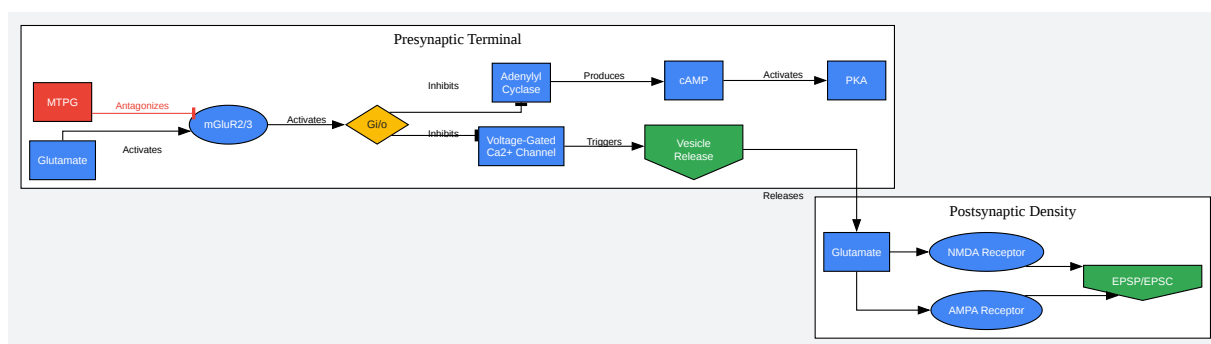 Presynaptic Terminal
MTPG
Antagonizes
Glutamate
Activates
mGluR2/3
Activates
Gi/o
Inhibits
Adenylyl
Cyclase
Produces
cAMP
Activates
PKA
Inhibits
Voltage-Gated
Ca2+ Channel
Triggers
Vesicle
Release
Releases
Postsynaptic Density
Glutamate
NMDA Receptor
AMPA Receptor
EPSP/EPSC